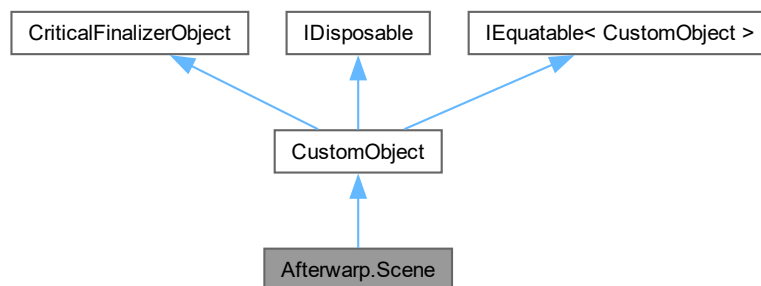 CriticalFinalizerObject
IDisposable
IEquatable< CustomObject >
CustomObject
Afterwarp.Scene